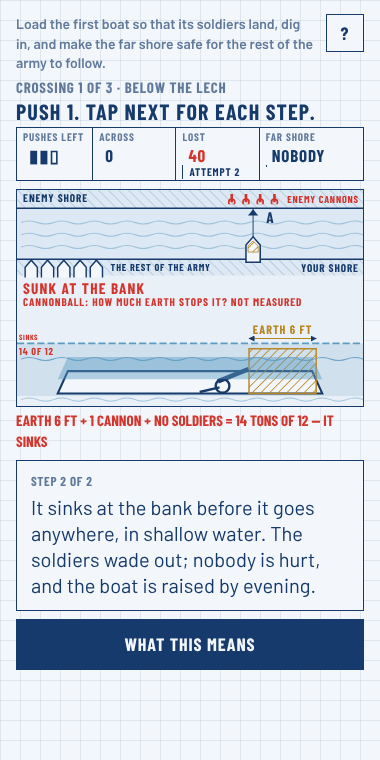 Load the first boat so that its soldiers land, dig
in, and make the far shore safe for the rest of the
army to follow.
?
CROSSING 1 OF 3 · BELOW THE LECH
PUSH 1. TAP NEXT FOR EACH STEP.
PUSHES LEFT
ACROSS
0
LOST
40
ATTEMPT 2
FAR SHORE
NOBODY
ENEMY SHORE
ENEMY CANNONS
A
THE REST OF THE ARMY
YOUR SHORE
SUNK AT THE BANK
CANNONBALL: HOW MUCH EARTH STOPS IT? NOT MEASURED
EARTH 6 FT
SINKS
14 OF 12
EARTH 6 FT + 1 CANNON + NO SOLDIERS = 14 TONS OF 12 — IT
SINKS
STEP 2 OF 2
It sinks at the bank before it goes
anywhere, in shallow water. The
soldiers wade out; nobody is hurt,
and the boat is raised by evening.
WHAT THIS MEANS